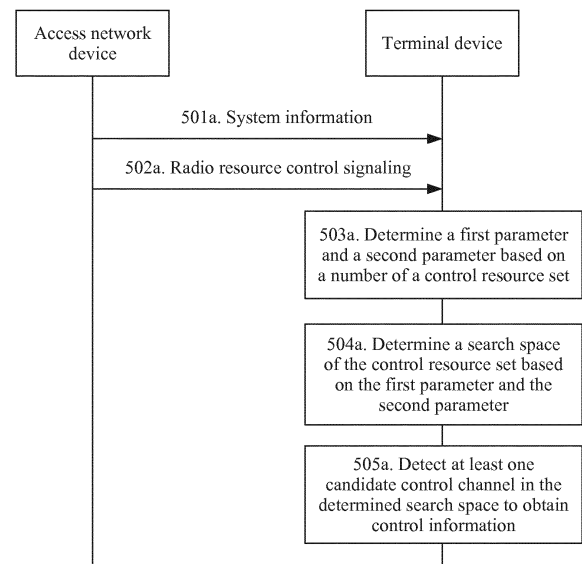 Access network
device
Terminal device
501a. System information
502a. Radio resource control signaling
503a. Determine a first parameter
and a second parameter based on
a number of a control resource set
504a. Determine a search space
of the control resource set based
on the first parameter and the
second parameter
505a. Detect at least one
candidate control channel in the
determined search space to obtain
control information